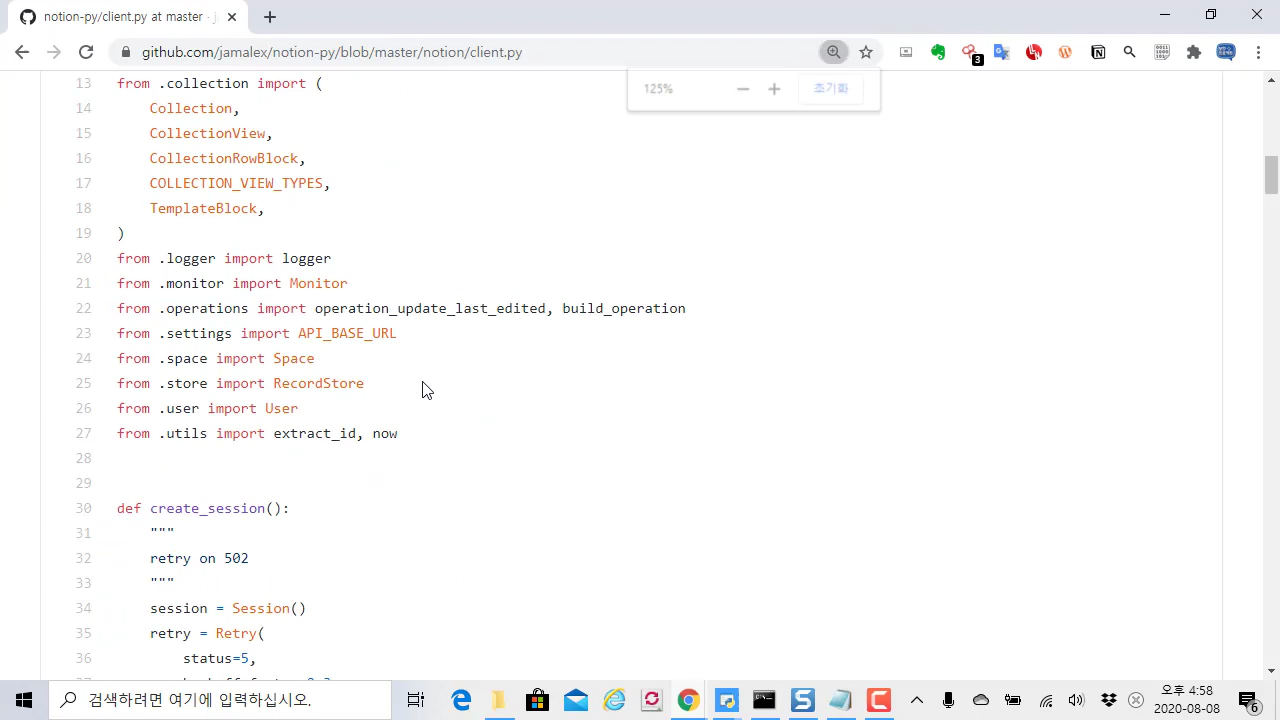 notion-py/client.py at master · j
github.com/jamalex/notion-py/blob/master/notion/client.py
3
125%
초기화
13 from .collection import (
14 Collection,
15 CollectionView,
16 CollectionRowBlock,
17 COLLECTION_VIEW_TYPES,
18 TemplateBlock,
19 )
20 from .logger import logger
21 from .monitor import Monitor
22 from .operations import operation_update_last_edited, build_operation
23 from .settings import API_BASE_URL
24 from .space import Space
25 from .store import RecordStore
26 from .user import User
27 from .utils import extract_id, now
28
29
30 def create_session():
31 """
32 retry on 502
33 """
34 session = Session()
35 retry = Retry(
36 status=5,
검색하려면 여기에 입력하십시오.
오후 4:58
2020-08-08
6